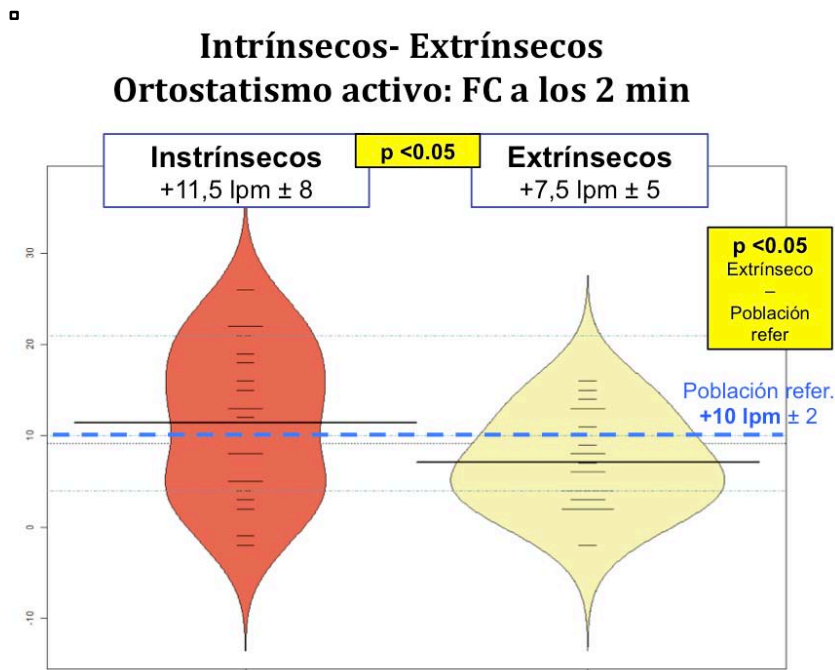 Intrínsecos- Extrínsecos
Ortostatismo activo: FC a los 2 min
Instrínsecos
+11,5 lpm ± 8
p <0.05
Extrínsecos
+7,5 lpm ± 5
p <0.05
Extrínseco
–
Población
refer
Población refer.
+10 lpm ± 2
30
20
10
0
-10